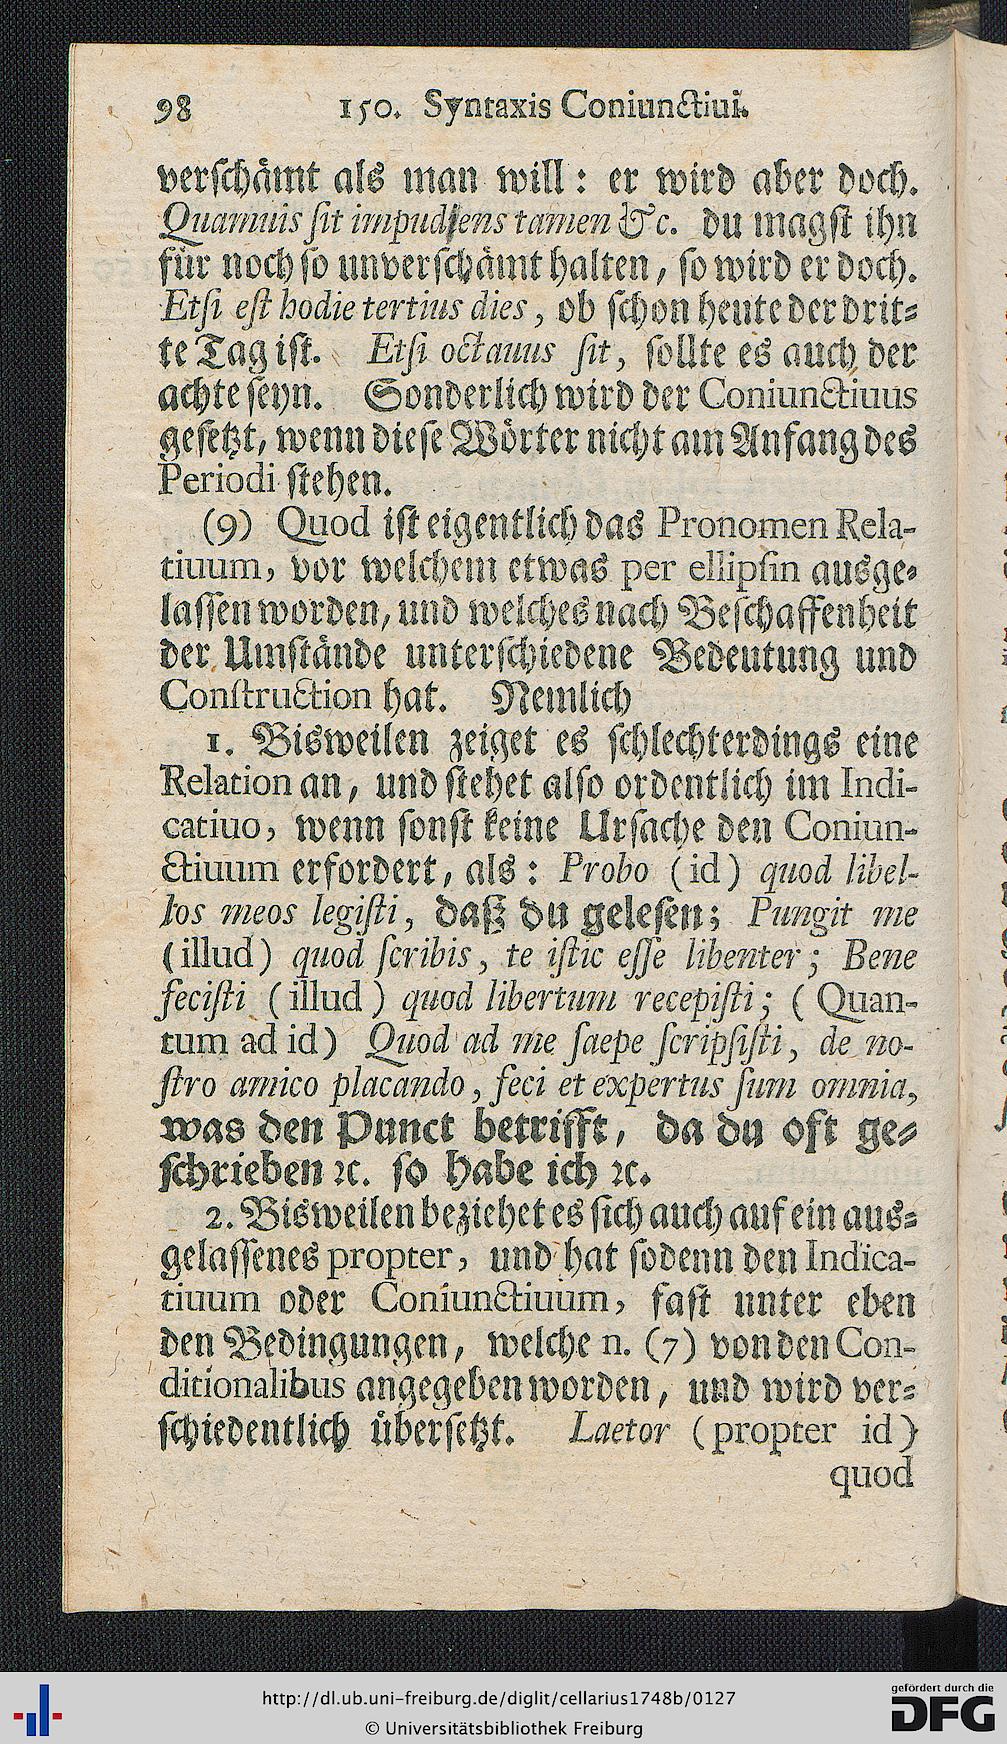 98 150. Syntaxis Coniunctiui.
verschämt als man will: er wird aber doch.
Quamuis sit impudens tamen &c. du magst ihn
für noch so unverschämt halten, so wird er doch.
Etsi est hodie tertius dies, ob schon heute der drit-
te Tag ist. Etsi octauus sit, sollte es auch der
achte seyn. Sonderlich wird der Coniunctiuus
gesetzt, wenn diese Wörter nicht am Anfang des
Periodi stehen.
(9) Quod ist eigentlich das Pronomen Rela-
tiuum, vor welchem etwas per ellipsin ausge-
lassen worden, und welches nach Beschaffenheit
der Umstände unterschiedene Bedeutung und
Construction hat. Nemlich
1. Bisweilen zeiget es schlechterdings eine
Relation an, und stehet also ordentlich im Indi-
catiuo, wenn sonst keine Ursache den Coniun-
ctiuum erfordert, als: Probo (id) quod libel-
los meos legisti, daß du gelesen; Pungit me
(illud) quod scribis, te istic esse libenter; Bene
fecisti (illud) quod libertum recepisti; (Quan-
tum ad id) Quod ad me saepe scripsisti, de no-
stro amico placando, feci et expertus sum omnia,
was den Punct betrifft, da du oft ge-
schrieben ꝛc. so habe ich ꝛc.
2. Bisweilen beziehet es sich auch auf ein aus-
gelassenes propter, und hat sodenn den Indica-
tiuum oder Coniunctiuum, fast unter eben
den Bedingungen, welche n. (7) von den Con-
ditionalibus angegeben worden, und wird ver-
schiedentlich übersetzt. Laetor (propter id)
quod
http://dl.ub.uni-freiburg.de/diglit/cellarius1748b/0127
© Universitätsbibliothek Freiburg
gefördert durch die
DFG